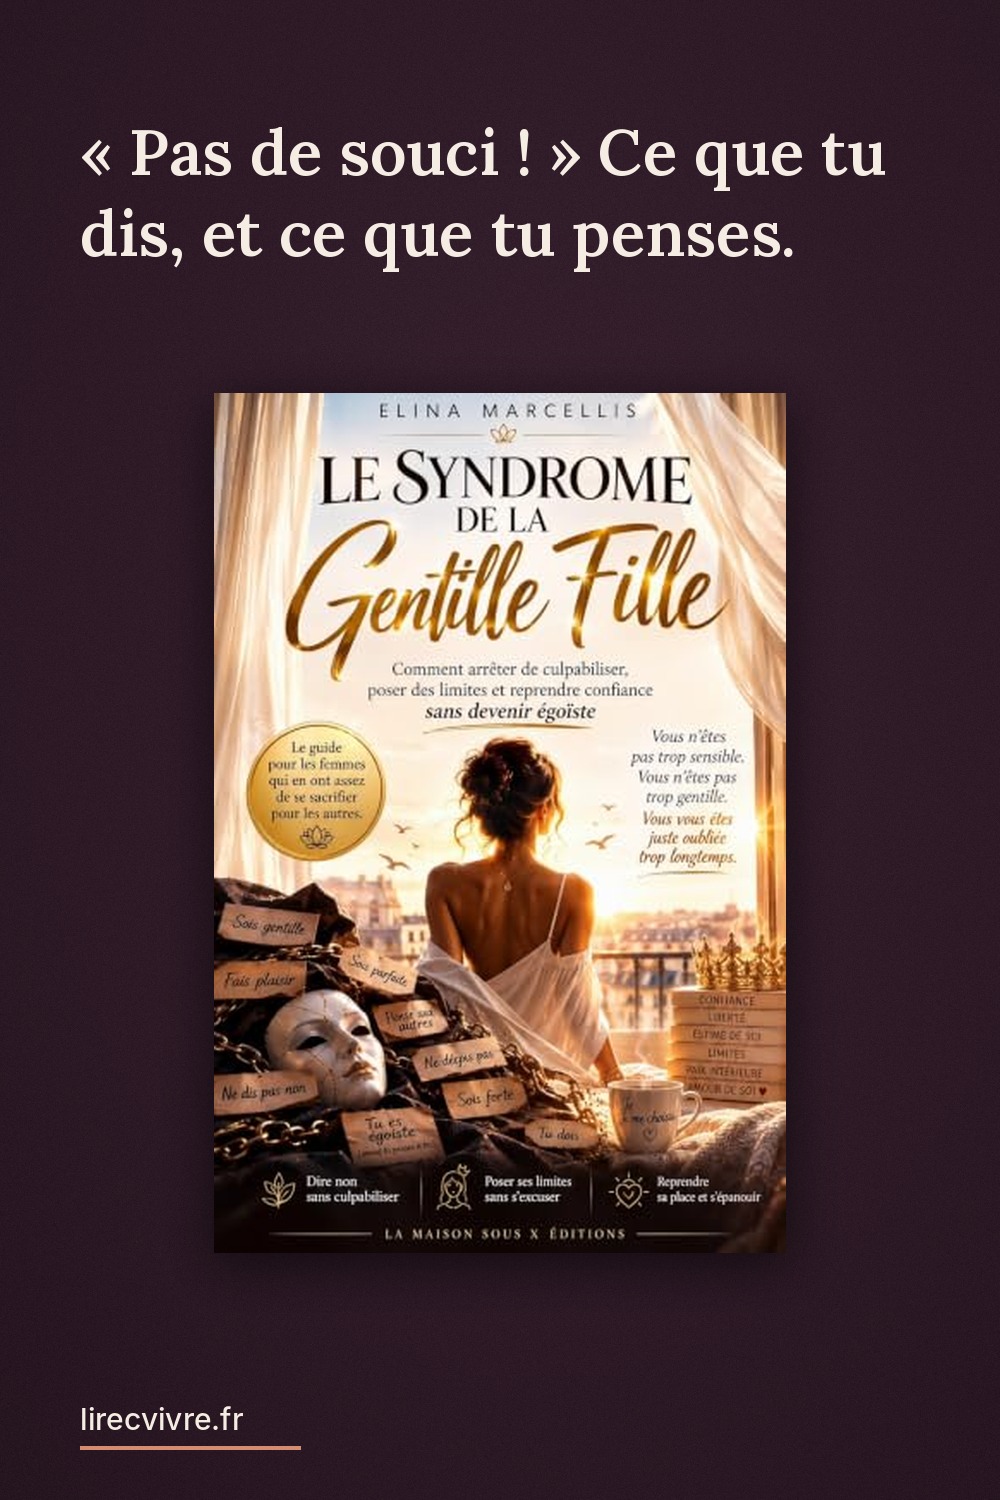 « Pas de souci ! » Ce que tu
dis, et ce que tu penses.
ELINA MARCELLIS
LE SYNDROME
DE LA
Gentille Fille
Comment arrêter de culpabiliser,
poser des limites et reprendre confiance
sans devenir égoïste
Le guide
pour les femmes
qui en ont assez
de se sacrifier
pour les autres.
Vous n'êtes
pas trop sensible.
Vous n'êtes pas
trop gentille.
Vous vous êtes
juste oubliée
trop longtemps.
Sois gentille
Fais plaisir
Sois parfaite
autres
Ne déçois pas
Ne dis pas non
Sois forte
Tu es
égoïste
Tu dois
CONFIANCE
LIBERTÉ
ESTIME DE SOI
LIMITES
PAIX INTÉRIEURE
AMOUR DE SOI ♥
me choisis
Dire non
sans culpabiliser
Poser ses limites
sans s'excuser
Reprendre
sa place et s'épanouir
LA MAISON SOUS X ÉDITIONS
lirecvivre.fr